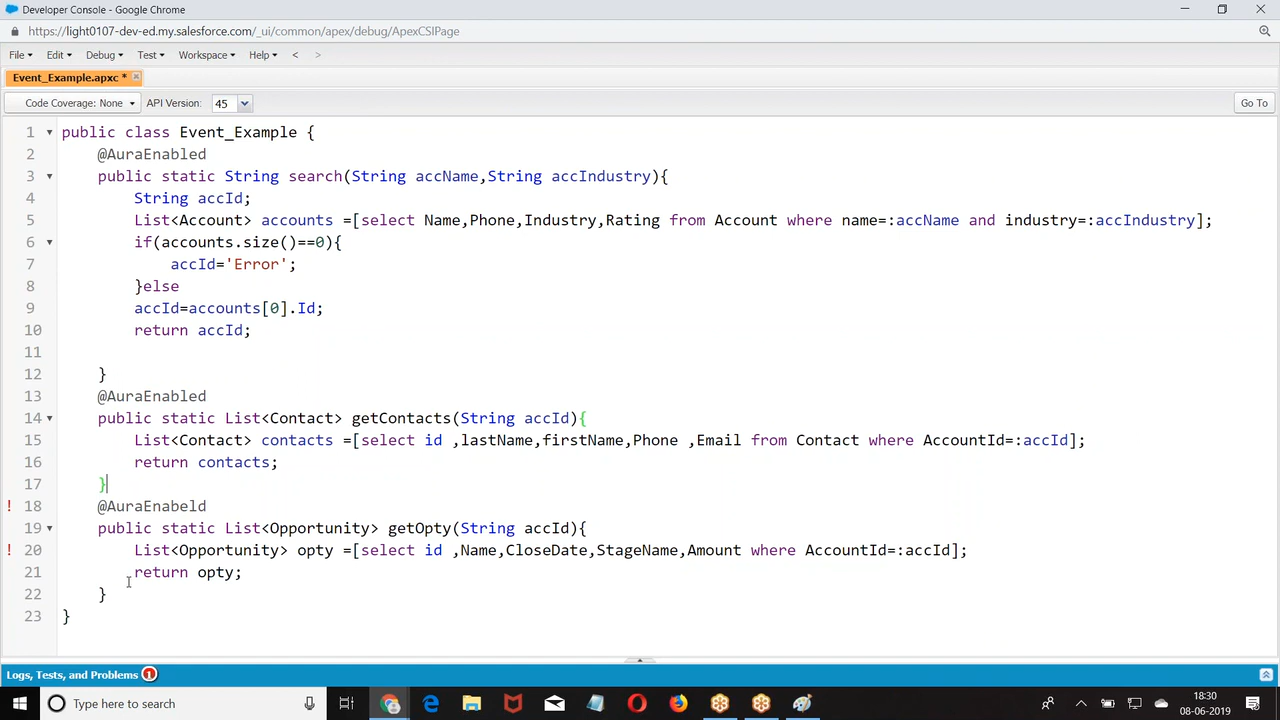 Developer Console - Google Chrome
https://light0107-dev-ed.my.salesforce.com/_ui/common/apex/debug/ApexCSIPage
File Edit Debug Test Workspace Help < >
Event_Example.apxc *
Code Coverage: None API Version: 45 Go To
1 public class Event_Example {
2 @AuraEnabled
3 public static String search(String accName,String accIndustry){
4 String accId;
5 List<Account> accounts =[select Name,Phone,Industry,Rating from Account where name=:accName and industry=:accIndustry];
6 if(accounts.size()==0){
7 accId='Error';
8 }else
9 accId=accounts[0].Id;
10 return accId;
11
12 }
13 @AuraEnabled
14 public static List<Contact> getContacts(String accId){
15 List<Contact> contacts =[select id ,lastName,firstName,Phone ,Email from Contact where AccountId=:accId];
16 return contacts;
17 }
! 18 @AuraEnabeld
19 public static List<Opportunity> getOpty(String accId){
! 20 List<Opportunity> opty =[select id ,Name,CloseDate,StageName,Amount where AccountId=:accId];
21 return opty;
22 }
23 }
Logs, Tests, and Problems 1
Type here to search
18:30
08-06-2019